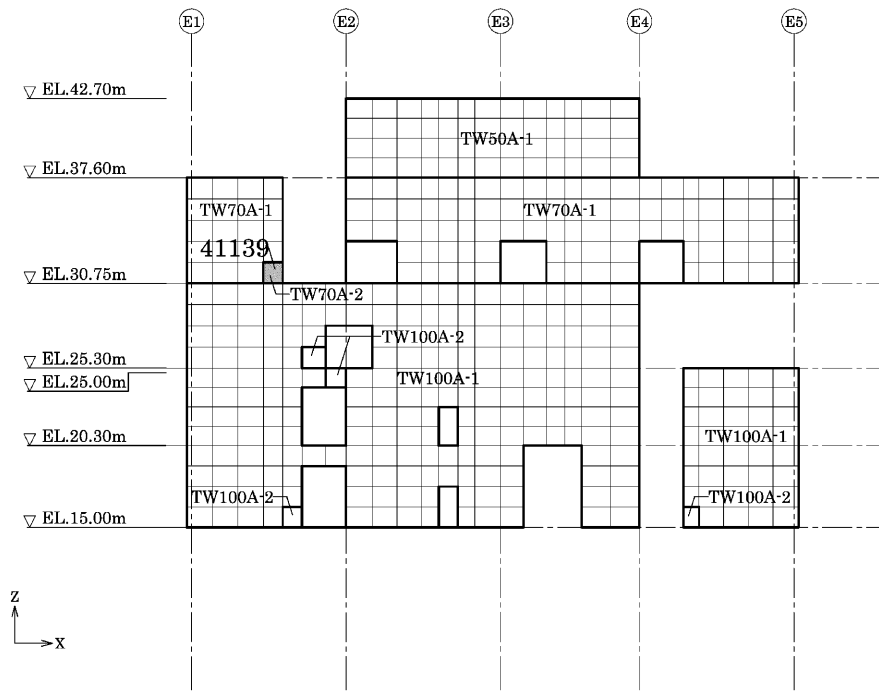 E1 E2 E3 E4 E5
EL.42.70m
TW50A-1
EL.37.60m
TW70A-1
TW70A-1
41139
EL.30.75m
TW70A-2
TW100A-2
EL.25.30m
TW100A-1
EL.25.00m
EL.20.30m
TW100A-1
TW100A-2
TW100A-2
EL.15.00m
Z
X